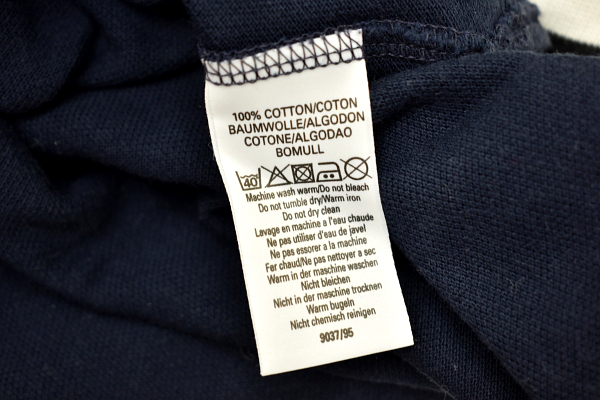 100% COTTON/COTON
BAUMWOLLE/ALGODON
COTONE/ALGODAO
BOMULL
40
Machine wash warm/Do not bleach
Do not tumble dry/Warm iron
Do not dry clean
Lavage en machine a l'eau chaude
Ne pas utiliser d'eau de javel
Ne pas essorer a la machine
Fer chaud/Ne pas nettoyer a sec
Warm in der maschine waschen
Nicht bleichen
Nicht in der maschine trocknen
Warm bugeln
Nicht chemisch reinigen
9037/95